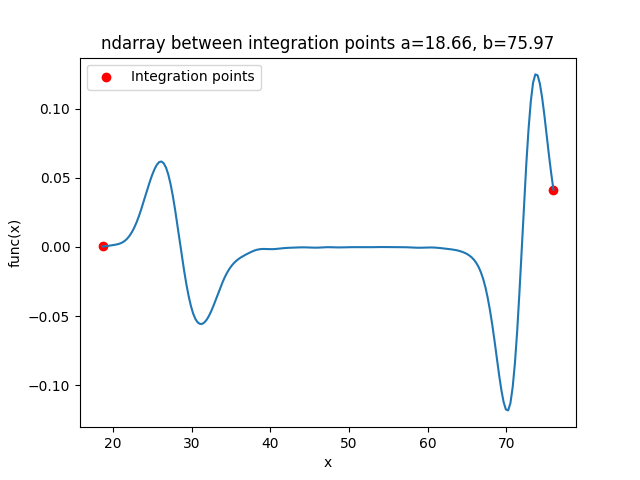 ndarray between integration points a=18.66, b=75.97
Integration points
0.10
0.05
0.00
−0.05
−0.10
func(x)
20 30 40 50 60 70
x